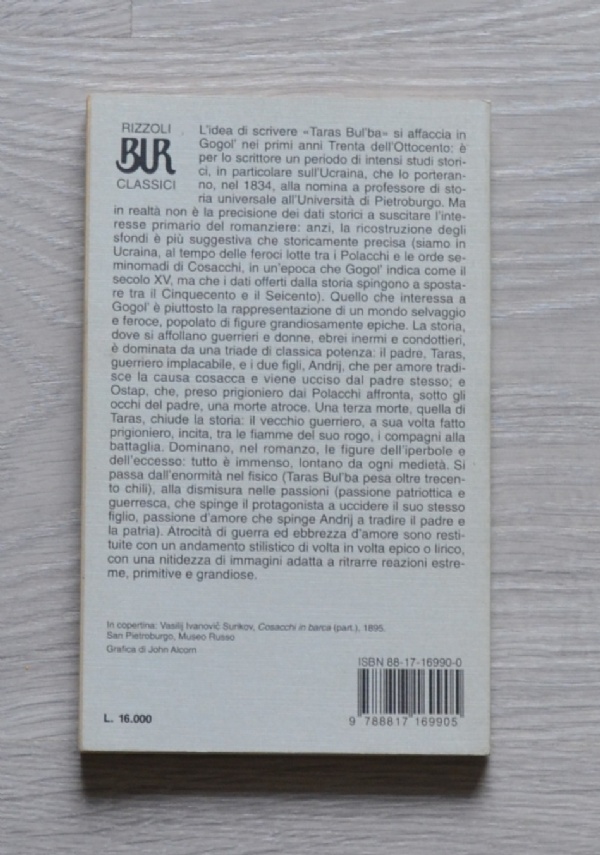 RIZZOLI
BUR
CLASSICI
L'idea di scrivere «Taras Bul'ba» si affaccia in
Gogol' nei primi anni Trenta dell'Ottocento: è
per lo scrittore un periodo di intensi studi stori-
ci, in particolare sull'Ucraina, che lo porteran-
no, nel 1834, alla nomina a professore di sto-
ria universale all'Università di Pietroburgo. Ma
in realtà non è la precisione dei dati storici a suscitare l'inte-
resse primario del romanziere: anzi, la ricostruzione degli
sfondi è più suggestiva che storicamente precisa (siamo in
Ucraina, al tempo delle feroci lotte tra i Polacchi e le orde se-
minomadi di Cosacchi, in un'epoca che Gogol' indica come il
secolo XV, ma che i dati offerti dalla storia spingono a sposta-
re tra il Cinquecento e il Seicento). Quello che interessa a
Gogol' è piuttosto la rappresentazione di un mondo selvaggio
e feroce, popolato di figure grandiosamente epiche. La storia,
dove si affollano guerrieri e donne, ebrei inermi e condottieri,
è dominata da una triade di classica potenza: il padre, Taras,
guerriero implacabile, e i due figli, Andrij, che per amore tradi-
sce la causa cosacca e viene ucciso dal padre stesso; e
Ostap, che, preso prigioniero dai Polacchi affronta, sotto gli
occhi del padre, una morte atroce. Una terza morte, quella di
Taras, chiude la storia: il vecchio guerriero, a sua volta fatto
prigioniero, incita, tra le fiamme del suo rogo, i compagni alla
battaglia. Dominano, nel romanzo, le figure dell'iperbole e
dell'eccesso: tutto è immenso, lontano da ogni medietà. Si
passa dall'enormità nel fisico (Taras Bul'ba pesa oltre trecen-
to chili), alla dismisura nelle passioni (passione patriottica e
guerresca, che spinge il protagonista a uccidere il suo stesso
figlio, passione d'amore che spinge Andrij a tradire il padre e
la patria). Atrocità di guerra ed ebbrezza d'amore sono resti-
tuite con un andamento stilistico di volta in volta epico o lirico,
con una nitidezza di immagini adatta a ritrarre reazioni estre-
me, primitive e grandiose.
In copertina: Vasilij Ivanovič Surikov, Cosacchi in barca (part.), 1895.
San Pietroburgo, Museo Russo
Grafica di John Alcorn
ISBN 88-17-16990-0
L. 16.000
9 788817 169905